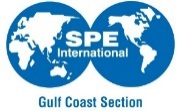 SPE
International
Gulf Coast Section